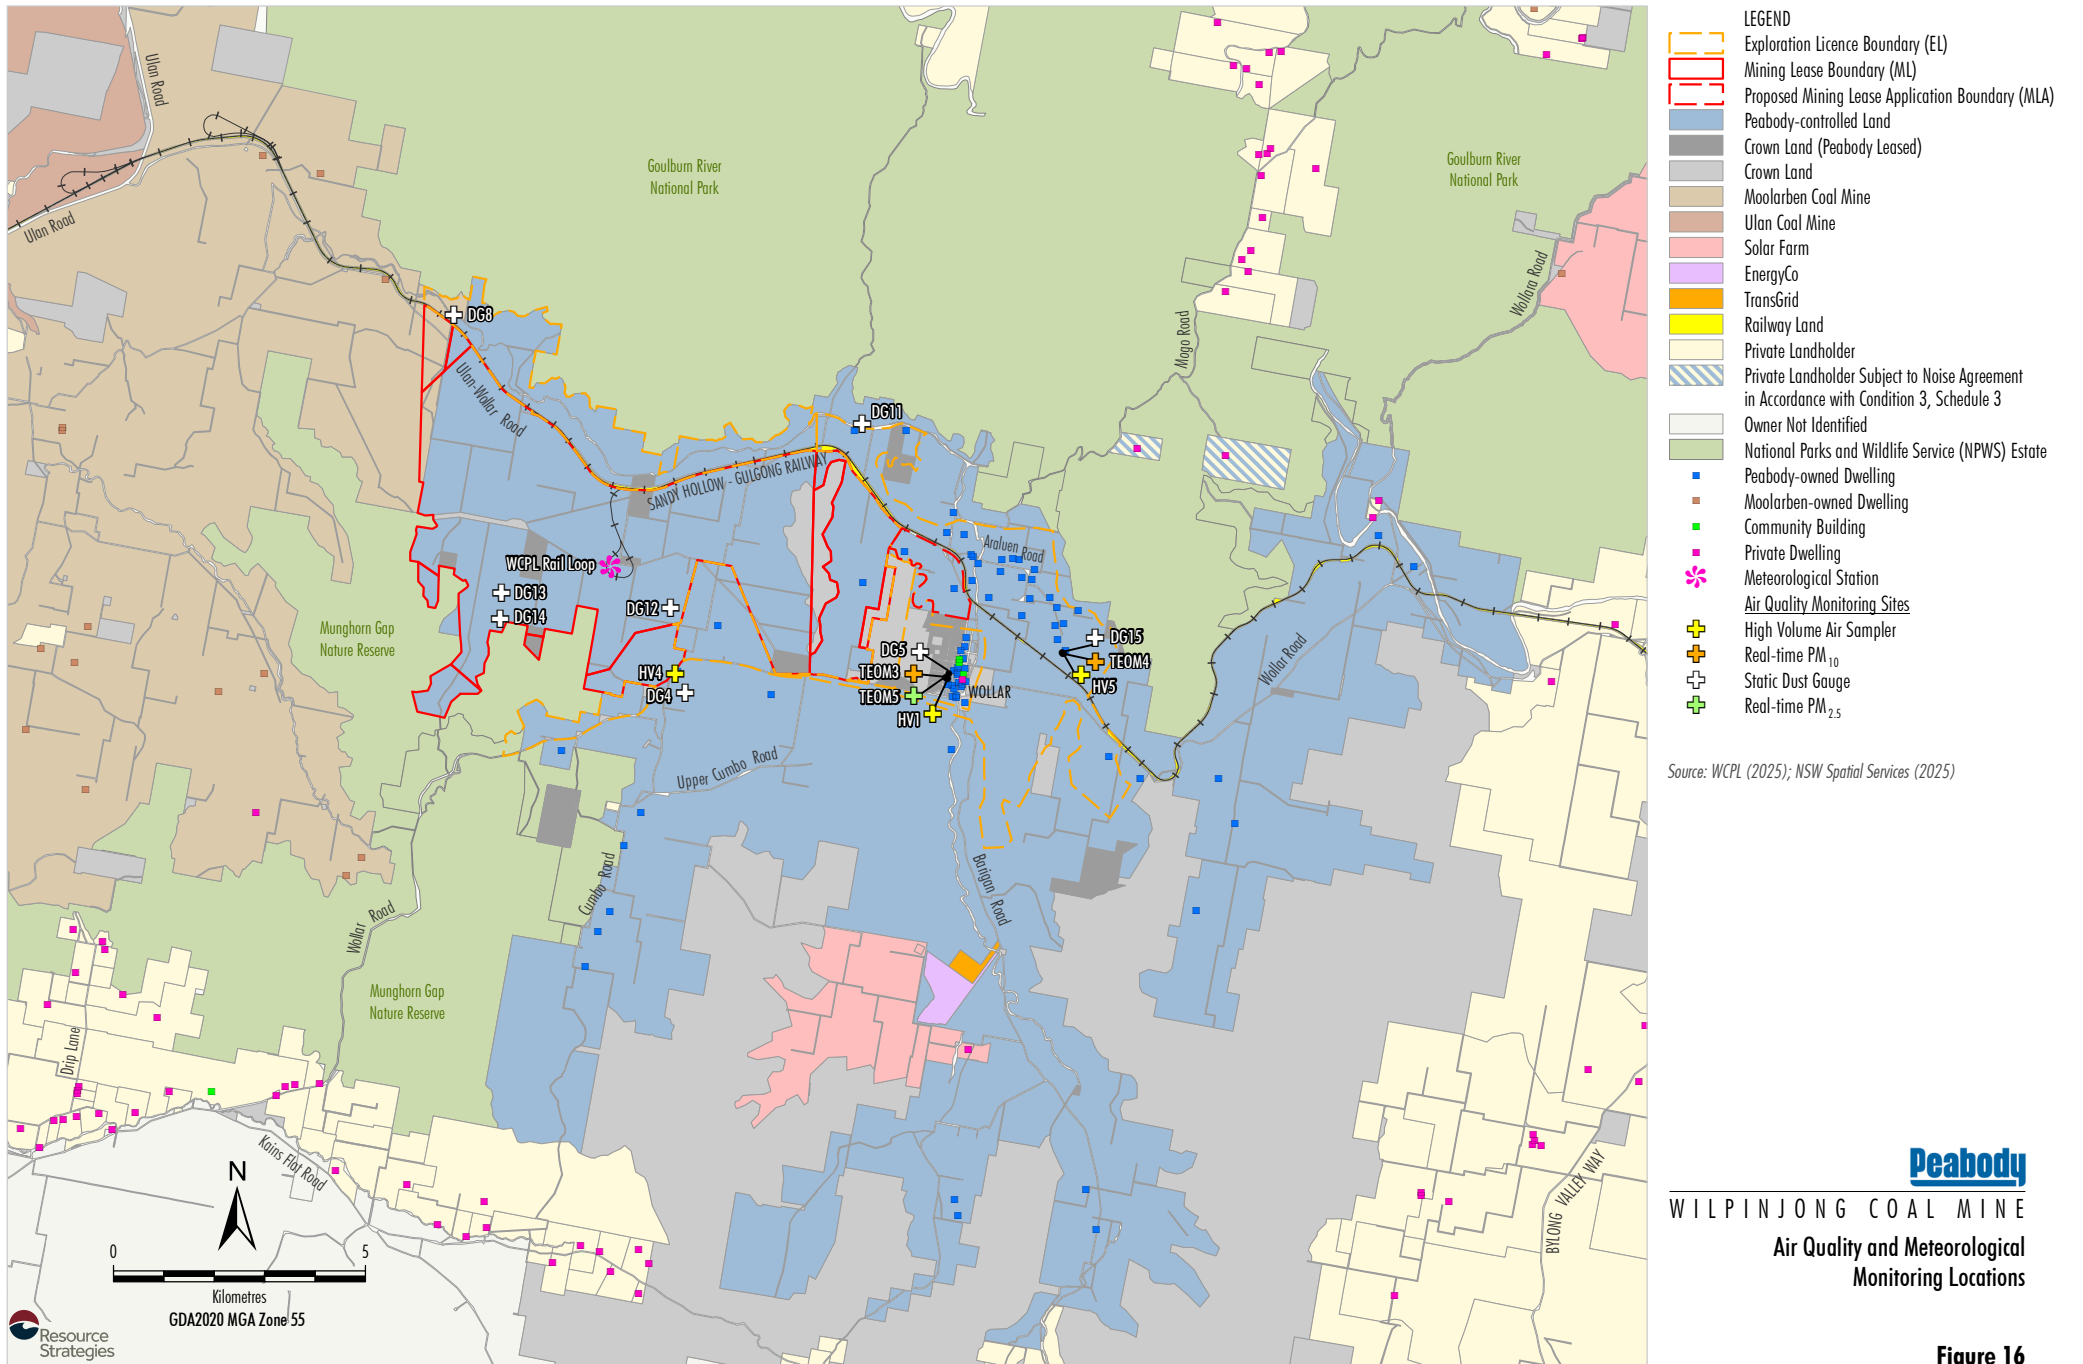 Ulan Road
Ulan Road
Goulburn River
National Park
Goulburn River
National Park
Wollara Road
Mogo Road
DG8
Ulan-Wollar Road
DG11
SANDY HOLLOW - GULGONG RAILWAY
Araluen Road
WCPL Rail Loop
DG13
DG14
DG12
Munghorn Gap
Nature Reserve
DG5
DG15
TEOM3
TEOM4
HV4
DG4
TEOM5
HV5
WOLLAR
HV1
Wollar Road
Upper Cumbo Road
Cumbo Road
Barigan Road
Wollar Road
Munghorn Gap
Nature Reserve
Drip Lane
Kains Flat Road
BYLONG VALLEY WAY
N
0 5
Kilometres
GDA2020 MGA Zone 55
Resource
Strategies
LEGEND
Exploration Licence Boundary (EL)
Mining Lease Boundary (ML)
Proposed Mining Lease Application Boundary (MLA)
Peabody-controlled Land
Crown Land (Peabody Leased)
Crown Land
Moolarben Coal Mine
Ulan Coal Mine
Solar Farm
EnergyCo
TransGrid
Railway Land
Private Landholder
Private Landholder Subject to Noise Agreement
in Accordance with Condition 3, Schedule 3
Owner Not Identified
National Parks and Wildlife Service (NPWS) Estate
Peabody-owned Dwelling
Moolarben-owned Dwelling
Community Building
Private Dwelling
Meteorological Station
Air Quality Monitoring Sites
High Volume Air Sampler
Real-time PM10
Static Dust Gauge
Real-time PM2.5
Source: WCPL (2025); NSW Spatial Services (2025)
Peabody
WILPINJONG COAL MINE
Air Quality and Meteorological
Monitoring Locations
Figure 16